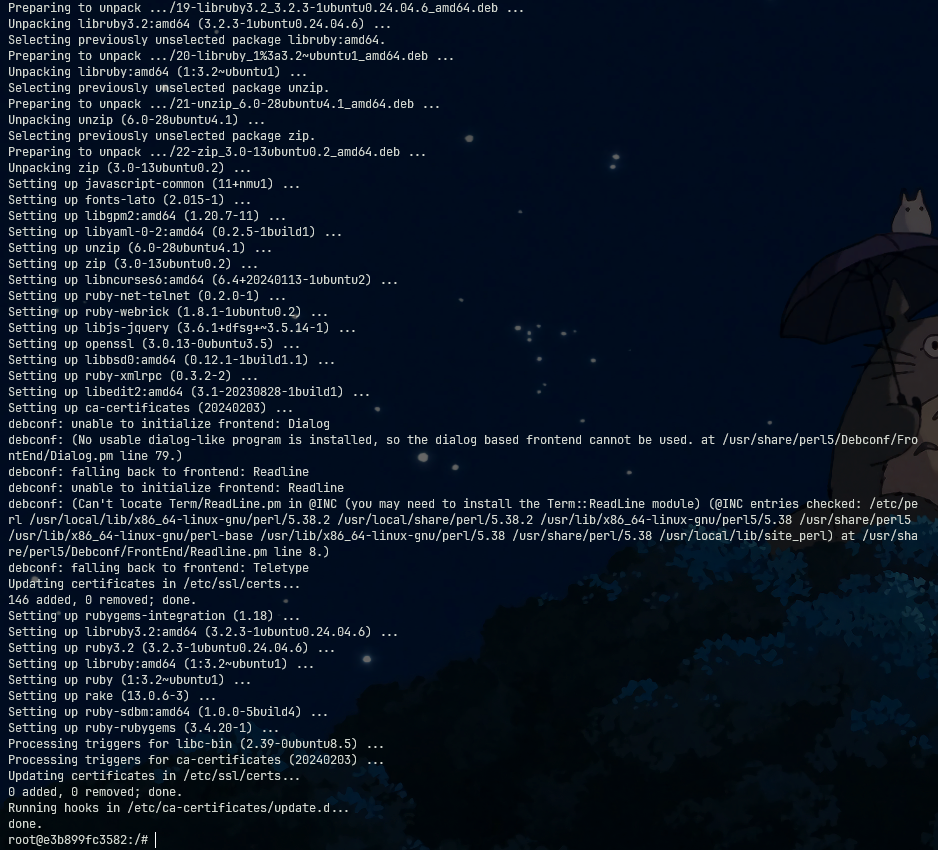 Preparing to unpack .../19-libruby3.2_3.2.3-1ubuntu0.24.04.6_amd64.deb ...
Unpacking libruby3.2:amd64 (3.2.3-1ubuntu0.24.04.6) ...
Selecting previously unselected package libruby:amd64.
Preparing to unpack .../20-libruby_1%3a3.2~ubuntu1_amd64.deb ...
Unpacking libruby:amd64 (1:3.2~ubuntu1) ...
Selecting previously unselected package unzip.
Preparing to unpack .../21-unzip_6.0-28ubuntu4.1_amd64.deb ...
Unpacking unzip (6.0-28ubuntu4.1) ...
Selecting previously unselected package zip.
Preparing to unpack .../22-zip_3.0-13ubuntu0.2_amd64.deb ...
Unpacking zip (3.0-13ubuntu0.2) ...
Setting up javascript-common (11+nmu1) ...
Setting up fonts-lato (2.015-1) ...
Setting up libgpm2:amd64 (1.20.7-11) ...
Setting up libyaml-0-2:amd64 (0.2.5-1build1) ...
Setting up unzip (6.0-28ubuntu4.1) ...
Setting up zip (3.0-13ubuntu0.2) ...
Setting up libncurses6:amd64 (6.4+20240113-1ubuntu2) ...
Setting up ruby-net-telnet (0.2.0-1) ...
Setting up ruby-webrick (1.8.1-1ubuntu0.2) ...
Setting up libjs-jquery (3.6.1+dfsg+~3.5.14-1) ...
Setting up openssl (3.0.13-0ubuntu3.5) ...
Setting up libbsd0:amd64 (0.12.1-1build1.1) ...
Setting up ruby-xmlrpc (0.3.2-2) ...
Setting up libedit2:amd64 (3.1-20230828-1build1) ...
Setting up ca-certificates (20240203) ...
debconf: unable to initialize frontend: Dialog
debconf: (No usable dialog-like program is installed, so the dialog based frontend cannot be used. at /usr/share/perl5/Debconf/Fro
ntEnd/Dialog.pm line 79.)
debconf: falling back to frontend: Readline
debconf: unable to initialize frontend: Readline
debconf: (Can't locate Term/ReadLine.pm in @INC (you may need to install the Term::ReadLine module) (@INC entries checked: /etc/pe
rl /usr/local/lib/x86_64-linux-gnu/perl/5.38.2 /usr/local/share/perl/5.38.2 /usr/lib/x86_64-linux-gnu/perl5/5.38 /usr/share/perl5
/usr/lib/x86_64-linux-gnu/perl-base /usr/lib/x86_64-linux-gnu/perl/5.38 /usr/share/perl/5.38 /usr/local/lib/site_perl) at /usr/sha
re/perl5/Debconf/FrontEnd/Readline.pm line 8.)
debconf: falling back to frontend: Teletype
Updating certificates in /etc/ssl/certs...
146 added, 0 removed; done.
Setting up rubygems-integration (1.18) ...
Setting up libruby3.2:amd64 (3.2.3-1ubuntu0.24.04.6) ...
Setting up ruby3.2 (3.2.3-1ubuntu0.24.04.6) ...
Setting up libruby:amd64 (1:3.2~ubuntu1) ...
Setting up ruby (1:3.2~ubuntu1) ...
Setting up rake (13.0.6-3) ...
Setting up ruby-sdbm:amd64 (1.0.0-5build4) ...
Setting up ruby-rubygems (3.4.20-1) ...
Processing triggers for libc-bin (2.39-0ubuntu8.5) ...
Processing triggers for ca-certificates (20240203) ...
Updating certificates in /etc/ssl/certs...
0 added, 0 removed; done.
Running hooks in /etc/ca-certificates/update.d...
done.
root@e3b899fc3582:/#